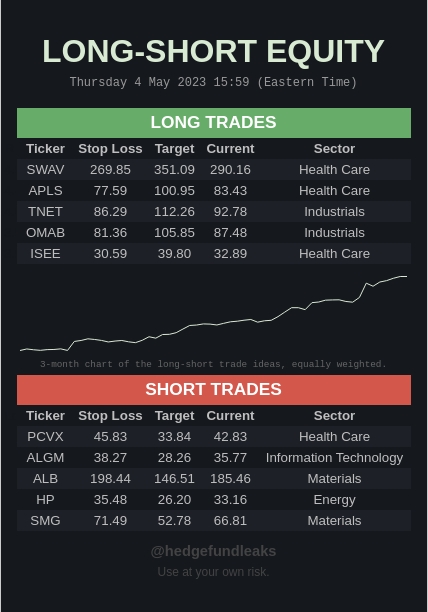 LONG-SHORT EQUITY
Thursday 4 May 2023 15:59 (Eastern Time)
LONG TRADES
Ticker Stop Loss Target Current Sector
SWAV 269.85 351.09 290.16 Health Care
APLS 77.59 100.95 83.43 Health Care
TNET 86.29 112.26 92.78 Industrials
OMAB 81.36 105.85 87.48 Industrials
ISEE 30.59 39.80 32.89 Health Care
3-month chart of the long-short trade ideas, equally weighted.
SHORT TRADES
Ticker Stop Loss Target Current Sector
PCVX 45.83 33.84 42.83 Health Care
ALGM 38.27 28.26 35.77 Information Technology
ALB 198.44 146.51 185.46 Materials
HP 35.48 26.20 33.16 Energy
SMG 71.49 52.78 66.81 Materials
@hedgefundleaks
Use at your own risk.